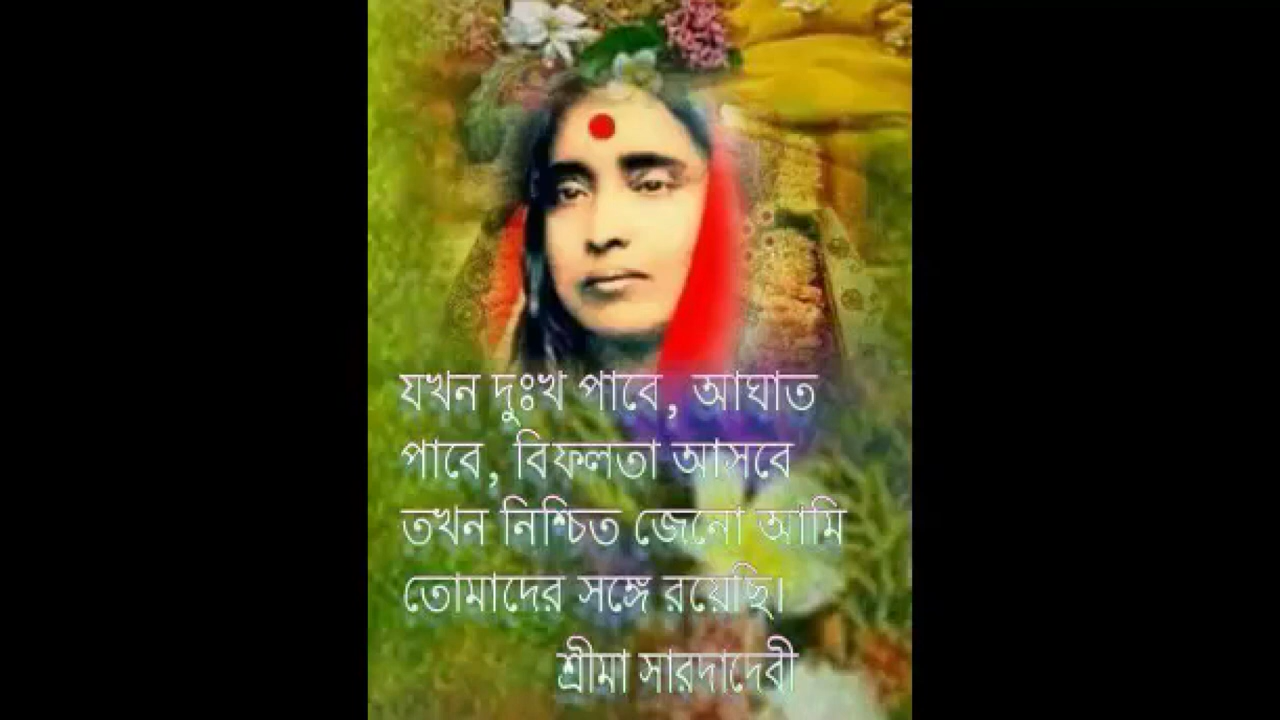 যখন দুঃখ পাবে, আঘাত
পাবে, বিফলতা আসবে
তখন নিশ্চিত জেনো আমি
তোমাদের সঙ্গে রয়েছি।
শ্রীমা সারদাদেবী